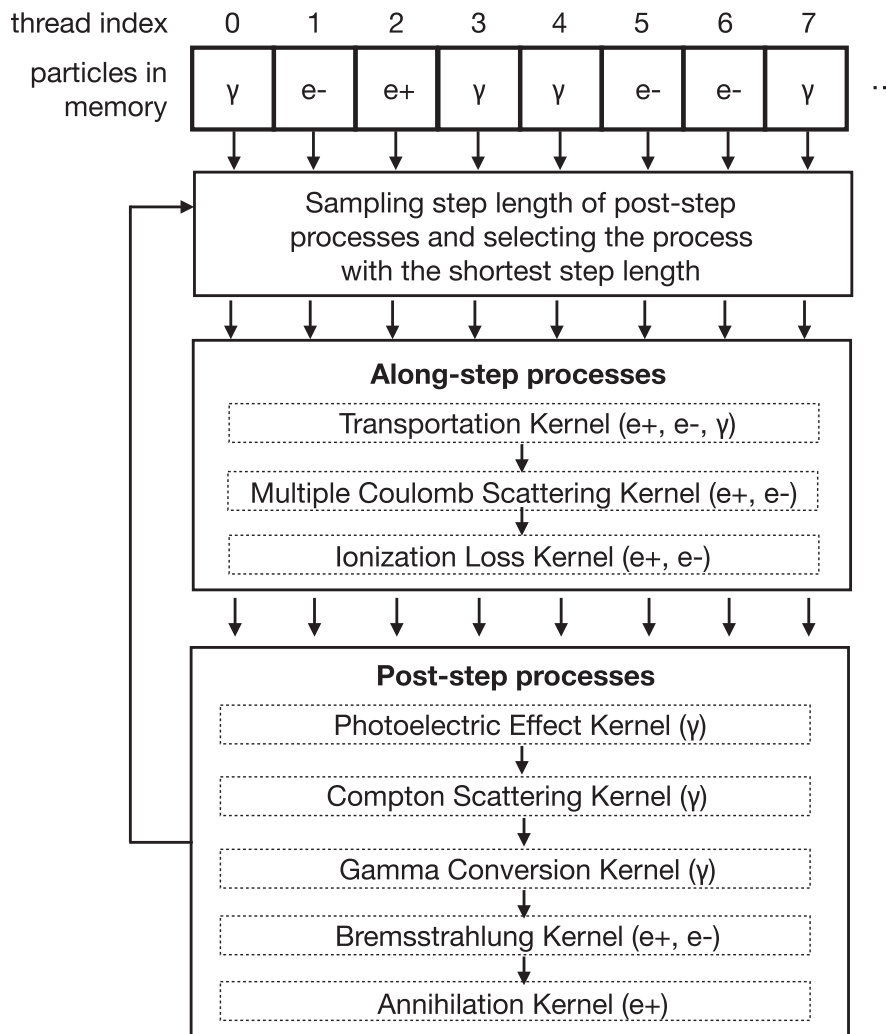 thread index 0 1 2 3 4 5 6 7
particles in
memory
γ e- e+ γ γ e- e- γ ..
Sampling step length of post-step
processes and selecting the process
with the shortest step length
Along-step processes
Transportation Kernel (e+, e-, γ)
Multiple Coulomb Scattering Kernel (e+, e-)
Ionization Loss Kernel (e+, e-)
Post-step processes
Photoelectric Effect Kernel (γ)
Compton Scattering Kernel (γ)
Gamma Conversion Kernel (γ)
Bremsstrahlung Kernel (e+, e-)
Annihilation Kernel (e+)